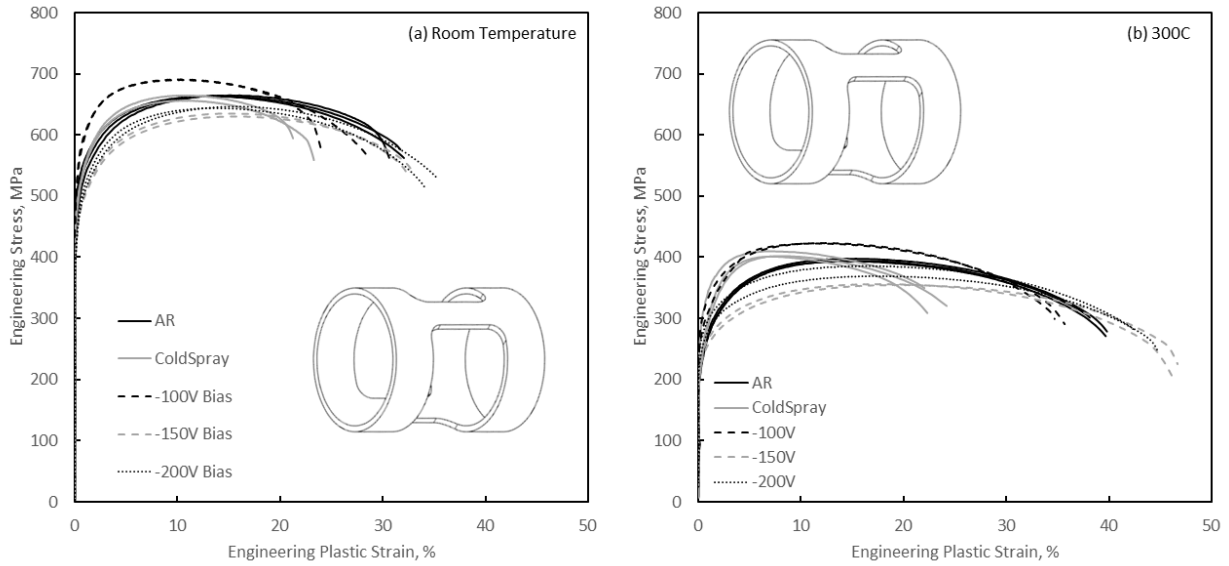 (a) Room Temperature
Engineering Stress, MPa
800
700
600
500
400
300
200
100
0
AR
ColdSpray
-100V Bias
-150V Bias
-200V Bias
0 10 20 30 40 50
Engineering Plastic Strain, %
(b) 300C
Engineering Stress, MPa
800
700
600
500
400
300
200
100
0
AR
ColdSpray
-100V
-150V
-200V
0 10 20 30 40 50
Engineering Plastic Strain, %